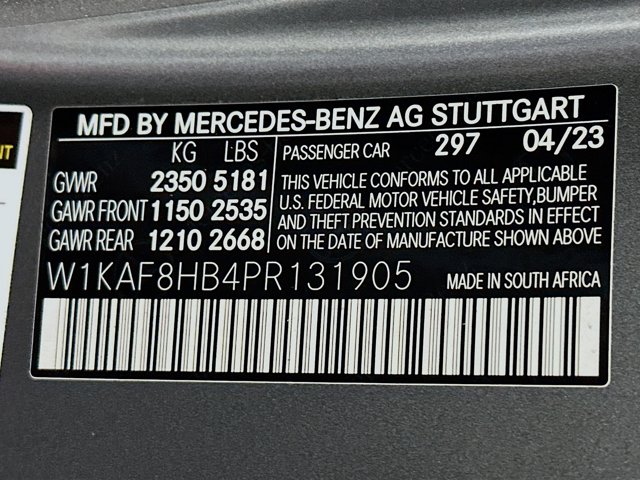 MFD BY MERCEDES-BENZ AG STUTTGART
KG LBS
GVWR 2350 5181
GAWR FRONT 1150 2535
GAWR REAR 1210 2668
PASSENGER CAR 297 04/23
THIS VEHICLE CONFORMS TO ALL APPLICABLE
U.S. FEDERAL MOTOR VEHICLE SAFETY,BUMPER
AND THEFT PREVENTION STANDARDS IN EFFECT
ON THE DATE OF MANUFACTURE SHOWN ABOVE
W1KAF8HB4PR131905
MADE IN SOUTH AFRICA